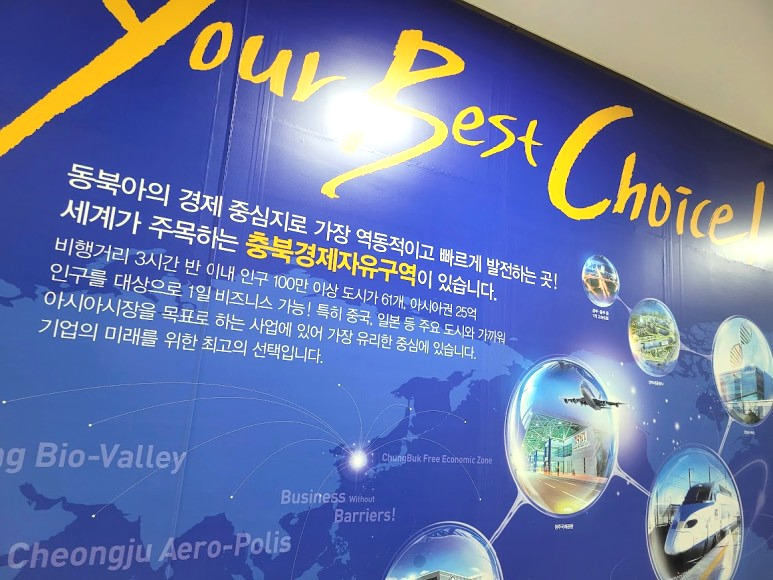 Your Best Choice!
동북아의 경제 중심지로 가장 역동적이고 빠르게 발전하는 곳!
세계가 주목하는 충북경제자유구역이 있습니다.
비행거리 3시간 반 이내 인구 100만 이상 도시가 61개, 아시아권 25억
인구를 대상으로 1일 비즈니스 가능! 특히 중국, 일본 등 주요 도시와 가까워
아시아시장을 목표로 하는 사업에 있어 가장 유리한 중심에 있습니다.
기업의 미래를 위한 최고의 선택입니다.
ng Bio-Valley
ChungBuk Free Economic Zone
Business Without
Barriers!
Cheongju Aero-Polis
청주국제공항